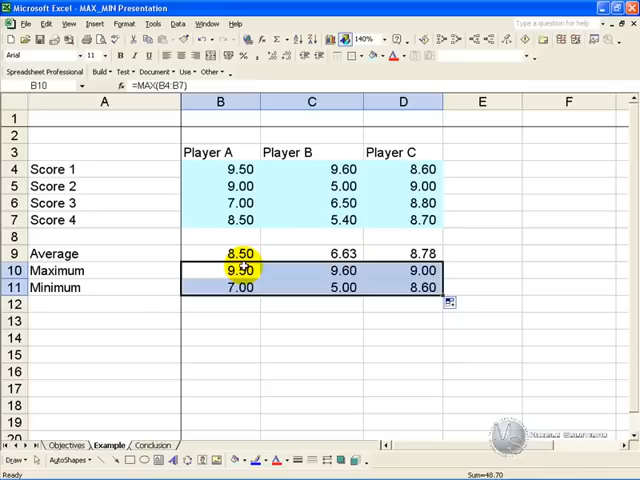 Microsoft Excel - MAX_MIN Presentation
File Edit View Insert Format Tools Data Window Help
Type a question for help
140%
Arial 11 B I U
Spreadsheet Professional Build Test Document Use Other
B10 =MAX(B4:B7)
A B C D E F
1
2
3 Player A Player B Player C
4 Score 1 9.50 9.60 8.60
5 Score 2 9.00 5.00 9.00
6 Score 3 7.00 6.50 8.80
7 Score 4 8.50 5.40 8.70
8
9 Average 8.50 6.63 8.78
10 Maximum 9.50 9.60 9.00
11 Minimum 7.00 5.00 8.60
12
13
14
15
16
17
18
19
20
Objectives Example Conclusion
Draw AutoShapes
Ready Sum=48.70